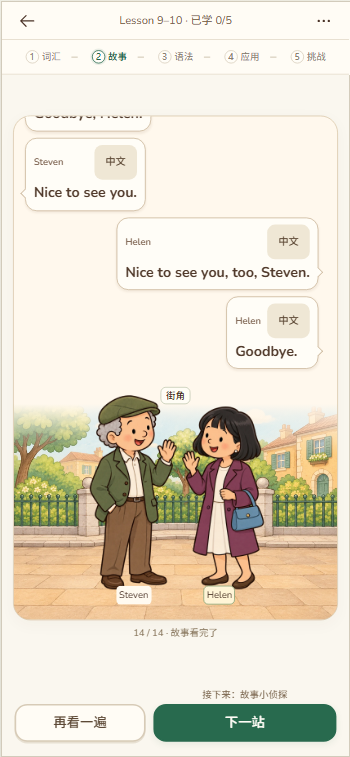 Lesson 9–10 · 已学 0/5
1 词汇 – 2 故事 – 3 语法 – 4 应用 – 5 挑战
Goodbye, Helen.
Steven 中文
Nice to see you.
Helen 中文
Nice to see you, too, Steven.
Helen 中文
Goodbye.
街角
Steven Helen
14 / 14 · 故事看完了
接下来：故事小侦探
再看一遍 下一站